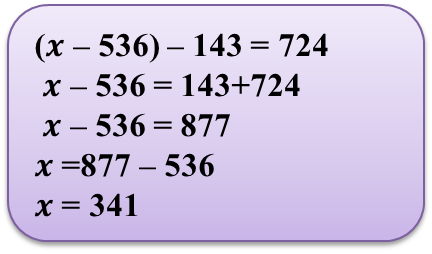 (x – 536) – 143 = 724
x – 536 = 143+724
x – 536 = 877
x =877 – 536
x = 341